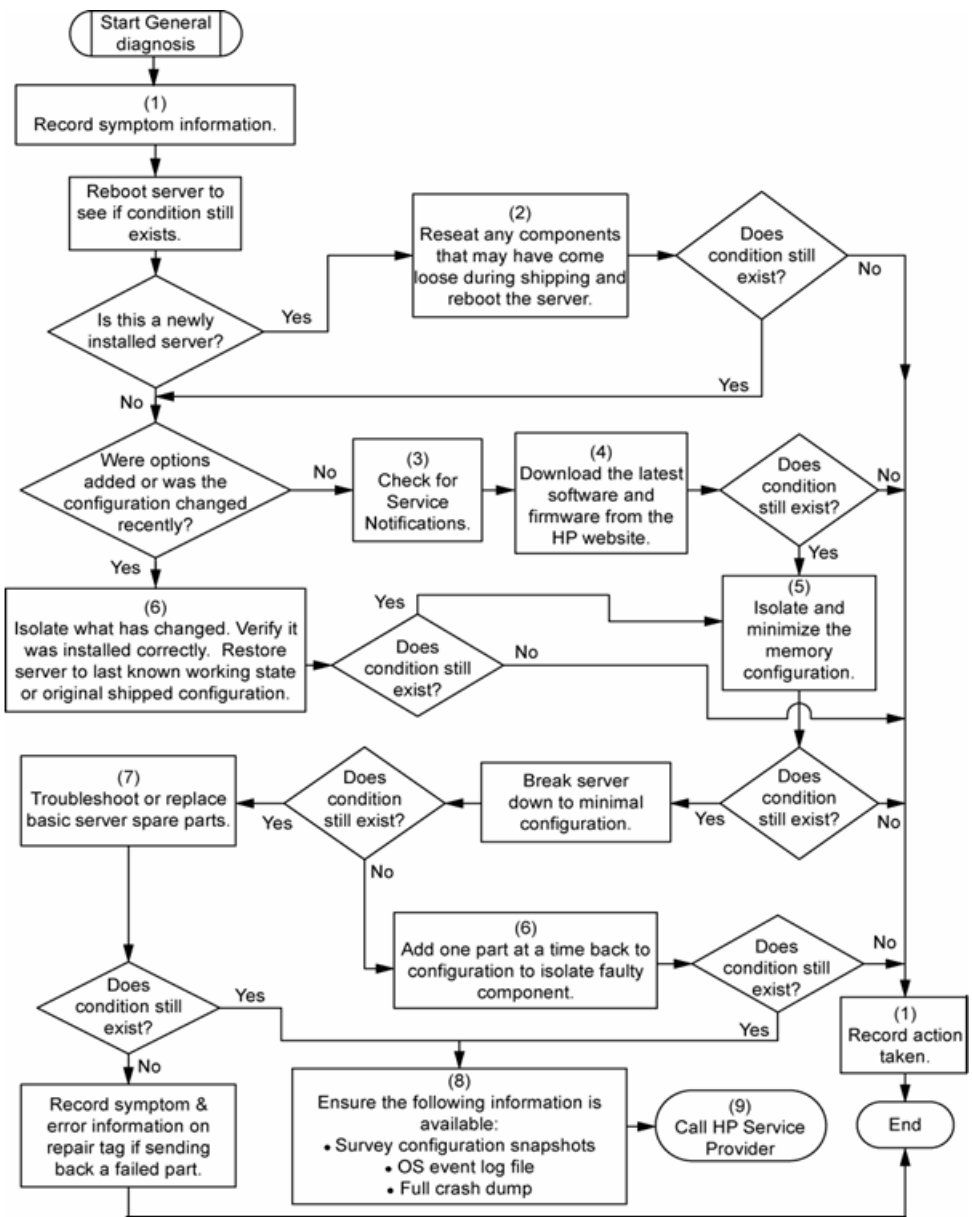 Start General
diagnosis
(1)
Record symptom information.
Reboot server to
see if condition still
exists.
(2)
Reseat any components
that may have come
loose during shipping and
reboot the server.
Does
condition still
exist?
No
Is this a newly
installed server?
Yes
Yes
No
Were options
added or was the
configuration changed
recently?
No
(3)
Check for
Service
Notifications.
(4)
Download the latest
software and
firmware from the
HP website.
Does
condition
still exist?
No
Yes
Yes
(6)
Isolate what has changed. Verify it
was installed correctly. Restore
server to last known working state
or original shipped configuration.
Does
condition still
exist?
Yes
No
(5)
Isolate and
minimize the
memory
configuration.
(7)
Troubleshoot or replace
basic server spare parts.
Yes
Does
condition
still exist?
Break server
down to minimal
configuration.
Yes
Does
condition
still exist?
No
No
(6)
Add one part at a time back to
configuration to isolate faulty
component.
Does
condition still
exist?
No
Yes
Does
condition still
exist?
Yes
No
(1)
Record action
taken.
Record symptom &
error information on
repair tag if sending
back a failed part.
(8)
Ensure the following information is
available:
• Survey configuration snapshots
• OS event log file
• Full crash dump
(9)
Call HP Service
Provider
End